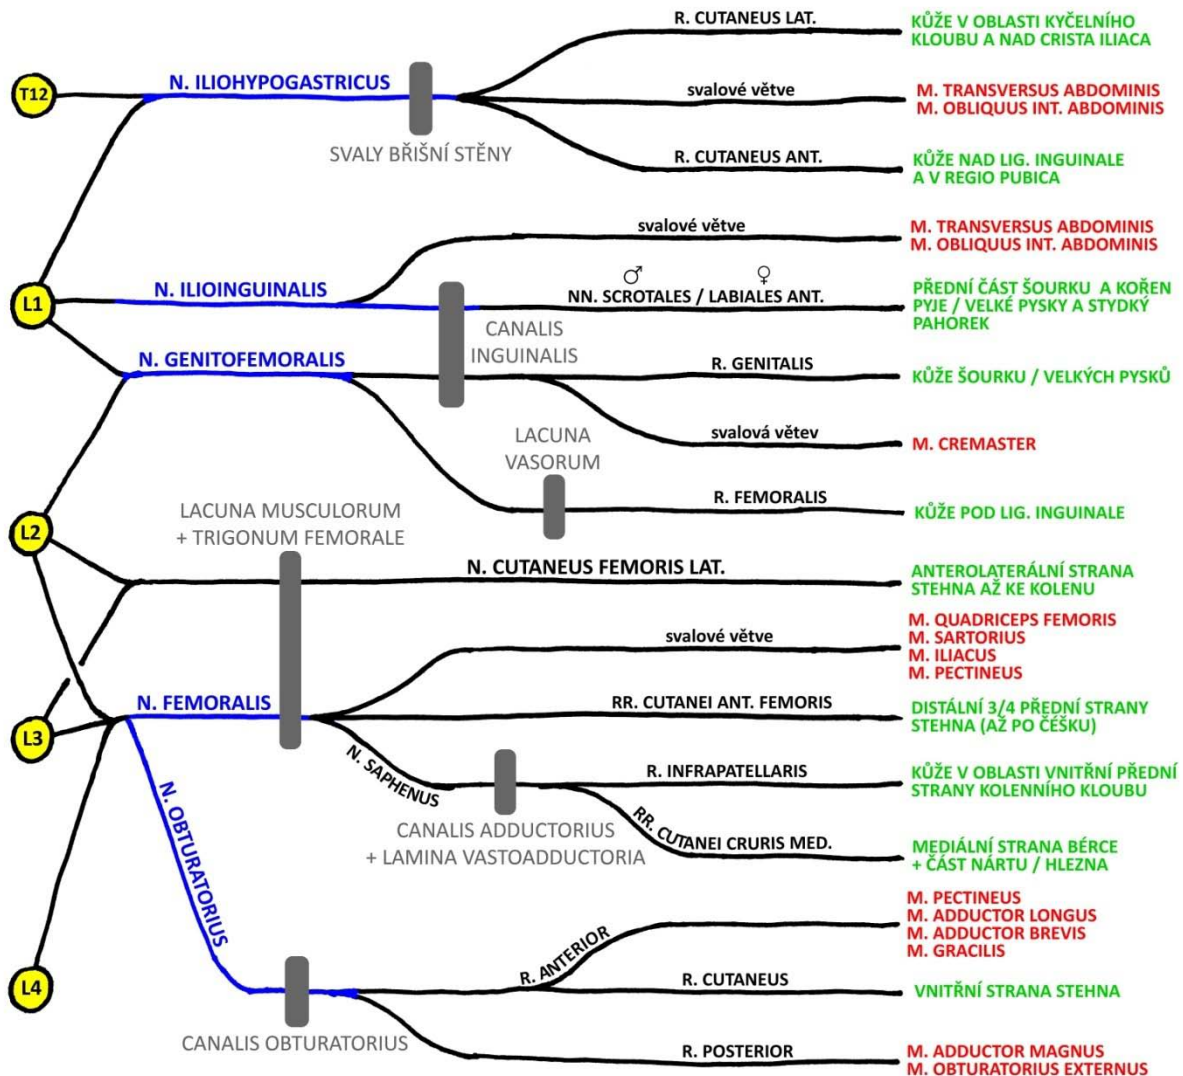 R. CUTANEUS LAT.
KŮŽE V OBLASTI KYČELNÍHO
KLOUBU A NAD CRISTA ILIACA
T12
N. ILIOHYPOGASTRICUS
svalové větve
M. TRANSVERSUS ABDOMINIS
M. OBLIQUUS INT. ABDOMINIS
SVALY BŘIŠNÍ STĚNY
R. CUTANEUS ANT.
KŮŽE NAD LIG. INGUINALE
A V REGIO PUBICA
svalové větve
M. TRANSVERSUS ABDOMINIS
M. OBLIQUUS INT. ABDOMINIS
L1
N. ILIOINGUINALIS
♂ ♀
NN. SCROTALES / LABIALES ANT.
PŘEDNÍ ČÁST ŠOURKU A KOŘEN
PYJE / VELKÉ PYSKY A STYDKÝ
PAHOREK
CANALIS
INGUINALIS
N. GENITOFEMORALIS
R. GENITALIS
KŮŽE ŠOURKU / VELKÝCH PYSKŮ
svalová větev
M. CREMASTER
LACUNA
VASORUM
R. FEMORALIS
KŮŽE POD LIG. INGUINALE
L2
LACUNA MUSCULORUM
+ TRIGONUM FEMORALE
N. CUTANEUS FEMORIS LAT.
ANTEROLATERÁLNÍ STRANA
STEHNA AŽ KE KOLENU
svalové větve
M. QUADRICEPS FEMORIS
M. SARTORIUS
M. ILIACUS
M. PECTINEUS
L3
N. FEMORALIS
RR. CUTANEI ANT. FEMORIS
DISTÁLNÍ 3/4 PŘEDNÍ STRANY
STEHNA (AŽ PO ČÉŠKU)
N. SAPHENUS
R. INFRAPATELLARIS
KŮŽE V OBLASTI VNITŘNÍ PŘEDNÍ
STRANY KOLENNÍHO KLOUBU
CANALIS ADDUCTORIUS
+ LAMINA VASTOADDUCTORIA
RR. CUTANEI CRURIS MED.
MEDIÁLNÍ STRANA BÉRCE
+ ČÁST NÁRTU / HLEZNA
N. OBTURATORIUS
L4
CANALIS OBTURATORIUS
R. ANTERIOR
M. PECTINEUS
M. ADDUCTOR LONGUS
M. ADDUCTOR BREVIS
M. GRACILIS
R. CUTANEUS
VNITŘNÍ STRANA STEHNA
R. POSTERIOR
M. ADDUCTOR MAGNUS
M. OBTURATORIUS EXTERNUS